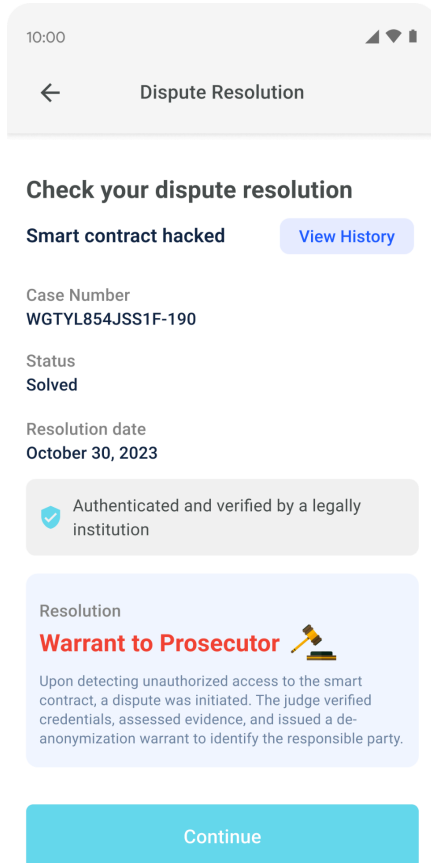 10:00
Dispute Resolution
Check your dispute resolution
Smart contract hacked
View History
Case Number
WGTYL854JSS1F-190
Status
Solved
Resolution date
October 30, 2023
Authenticated and verified by a legally
institution
Resolution
Warrant to Prosecutor
Upon detecting unauthorized access to the smart
contract, a dispute was initiated. The judge verified
credentials, assessed evidence, and issued a de-
anonymization warrant to identify the responsible party.
Continue